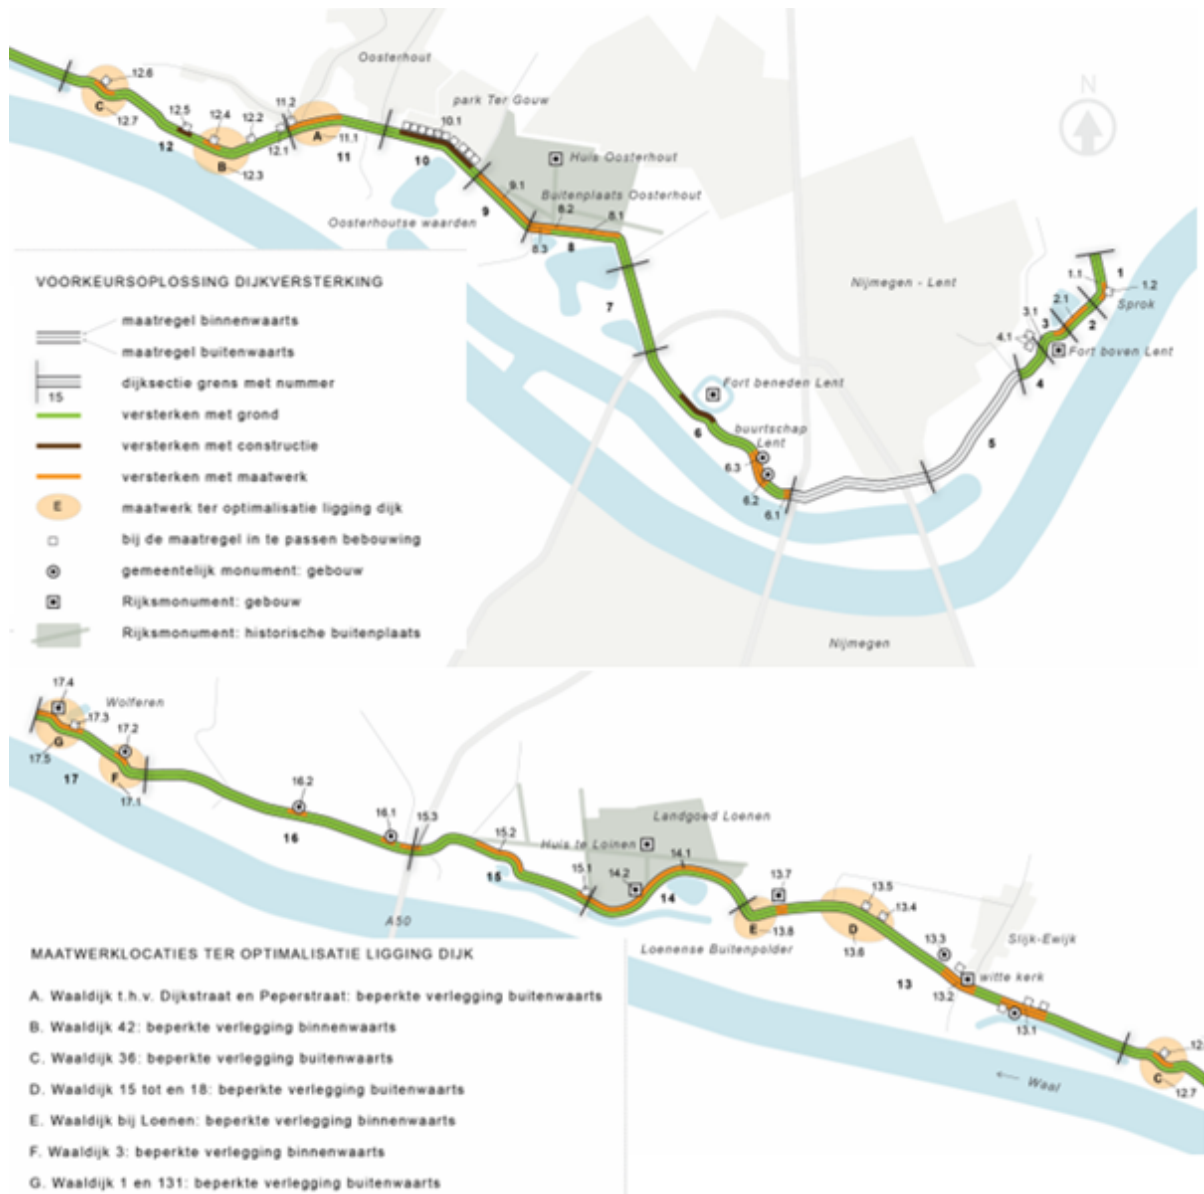 12.6
Oosterhout
N
C
12.7
12.5
12.4
12.2
11.2
park Ter Gouw
10.1
A
11.1
12
B
12.1
12.3
11
10
Huis Oosterhout
9.1
Buitenplaats Oosterhout
9
8.2
8.1
Oosterhoutse waarden
8.3
8
VOORKEURSOPLOSSING DIJKVERSTERKING
Nijmegen - Lent
1.1
1
1.2
2.1
Sprok
7
3.1
3
2
4.1
Fort boven Lent
4
maatregel binnenwaarts
maatregel buitenwaarts
dijksectie grens met nummer
15
Fort beneden Lent
versterken met grond
6
buurtschap
Lent
5
versterken met constructie
6.3
versterken met maatwerk
6.2
6.1
E
maatwerk ter optimalisatie ligging dijk
bij de maatregel in te passen bebouwing
gemeentelijk monument: gebouw
Rijksmonument: gebouw
Rijksmonument: historische buitenplaats
Nijmegen
17.4
Wolferen
17.3
17.2
G
17.5
17
F
17.1
16.2
16.1
15.3
16
15.2
Huis te Loinen
Landgoed Loenen
15
15.1
14.2
14.1
14
A50
13.7
E
13.8
13.5
13.4
D
13.6
Loenense Buitenpolder
13.3
Slijk-Ewijk
witte kerk
13
13.2
13.1
12.
C
12.7
Waal
MAATWERKLOCATIES TER OPTIMALISATIE LIGGING DIJK
A. Waaldijk t.h.v. Dijkstraat en Peperstraat: beperkte verlegging buitenwaarts
B. Waaldijk 42: beperkte verlegging binnenwaarts
C. Waaldijk 36: beperkte verlegging buitenwaarts
D. Waaldijk 15 tot en 18: beperkte verlegging buitenwaarts
E. Waaldijk bij Loenen: beperkte verlegging binnenwaarts
F. Waaldijk 3: beperkte verlegging binnenwaarts
G. Waaldijk 1 en 131: beperkte verlegging buitenwaarts